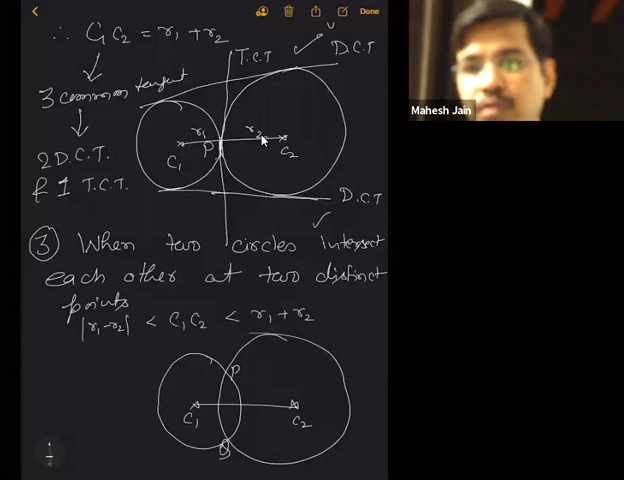 Done
∴ C₁C₂ = r₁ + r₂
T.C.T
D.C.T
3 common tangent
r₁
r₂
C₁
P
C₂
2 D.C.T.
& 1 T.C.T.
D.C.T
③ When two circles intersect
each other at two distinct
points
|r₁-r₂| < C₁C₂ < r₁+r₂
P
C₁
C₂
Q
Mahesh Jain